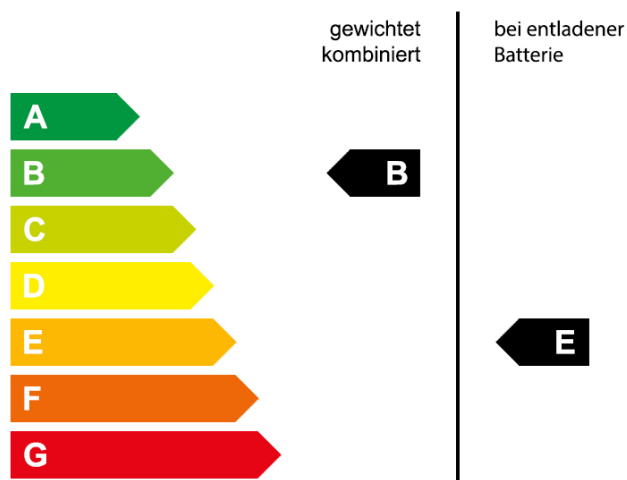 gewichtet
kombiniert
bei entladener
Batterie
A
B
B
C
D
E
E
F
G